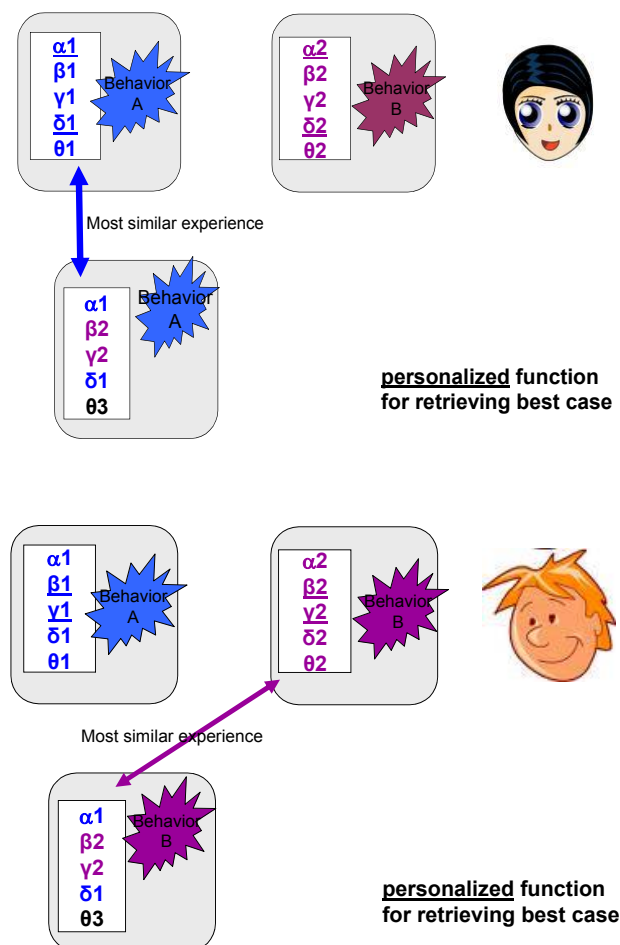 α1
β1
γ1
δ1
θ1
Behavior
A
α2
β2
γ2
δ2
θ2
Behavior
B
Most similar experience
α1
β2
γ2
δ1
θ3
Behavior
A
personalized function
for retrieving best case
α1
β1
γ1
δ1
θ1
Behavior
A
α2
β2
γ2
δ2
θ2
Behavior
B
Most similar experience
α1
β2
γ2
δ1
θ3
Behavior
B
personalized function
for retrieving best case